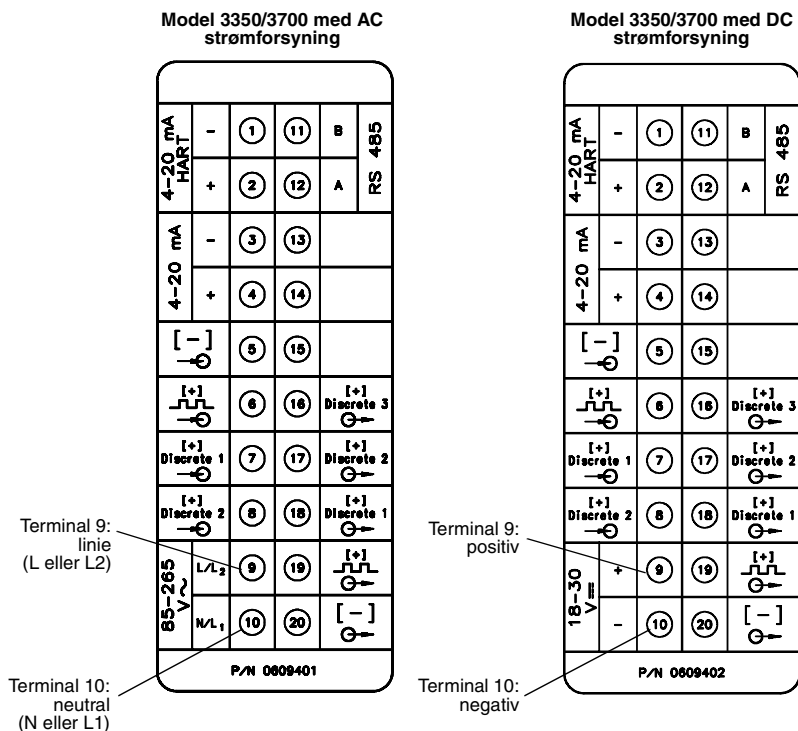 Model 3350/3700 med AC
strømforsyning
4-20 mA
HART
- 1 11 B
+ 2 12 A
RS 485
4-20 mA
- 3 13
+ 4 14
[-] 5 15
[+] 6 16 [+]
Discrete 3
[+]
Discrete 1 7 17 [+]
Discrete 2
[+]
Discrete 2 8 18 [+]
Discrete 1
85-265
V~
L/L2 9 19 [+]
N/L1 10 20 [-]
P/N 0609401
Terminal 9:
linie
(L eller L2)
Terminal 10:
neutral
(N eller L1)
Model 3350/3700 med DC
strømforsyning
4-20 mA
HART
- 1 11 B
+ 2 12 A
RS 485
4-20 mA
- 3 13
+ 4 14
[-] 5 15
[+] 6 16 [+]
Discrete 3
[+]
Discrete 1 7 17 [+]
Discrete 2
[+]
Discrete 2 8 18 [+]
Discrete 1
18-30
V
+ 9 19 [+]
- 10 20 [-]
P/N 0609402
Terminal 9:
positiv
Terminal 10:
negativ